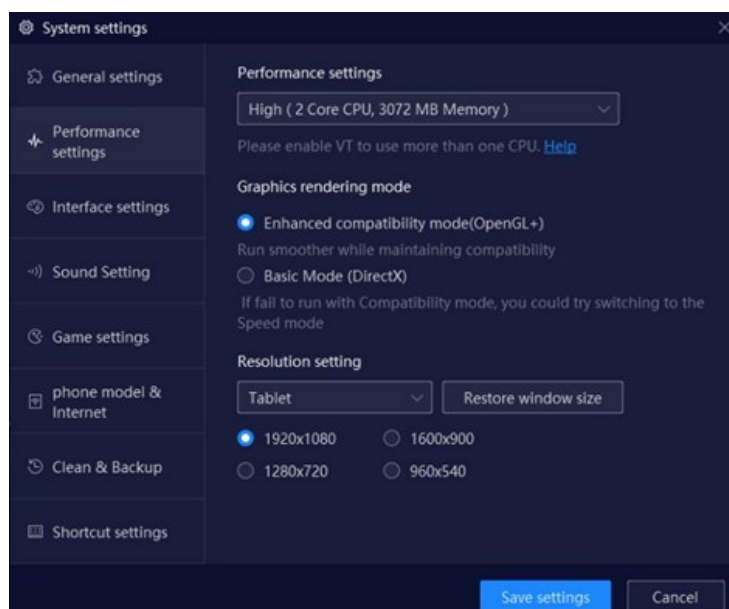 System settings
General settings
Performance
settings
Interface settings
Sound Setting
Game settings
phone model &
Internet
Clean & Backup
Shortcut settings
Performance settings
High ( 2 Core CPU, 3072 MB Memory )
Please enable VT to use more than one CPU. Help
Graphics rendering mode
Enhanced compatibility mode(OpenGL+)
Run smoother while maintaining compatibility
Basic Mode (DirectX)
If fail to run with Compatibility mode, you could try switching to the
Speed mode
Resolution setting
Tablet
Restore window size
1920x1080
1600x900
1280x720
960x540
Save settings
Cancel